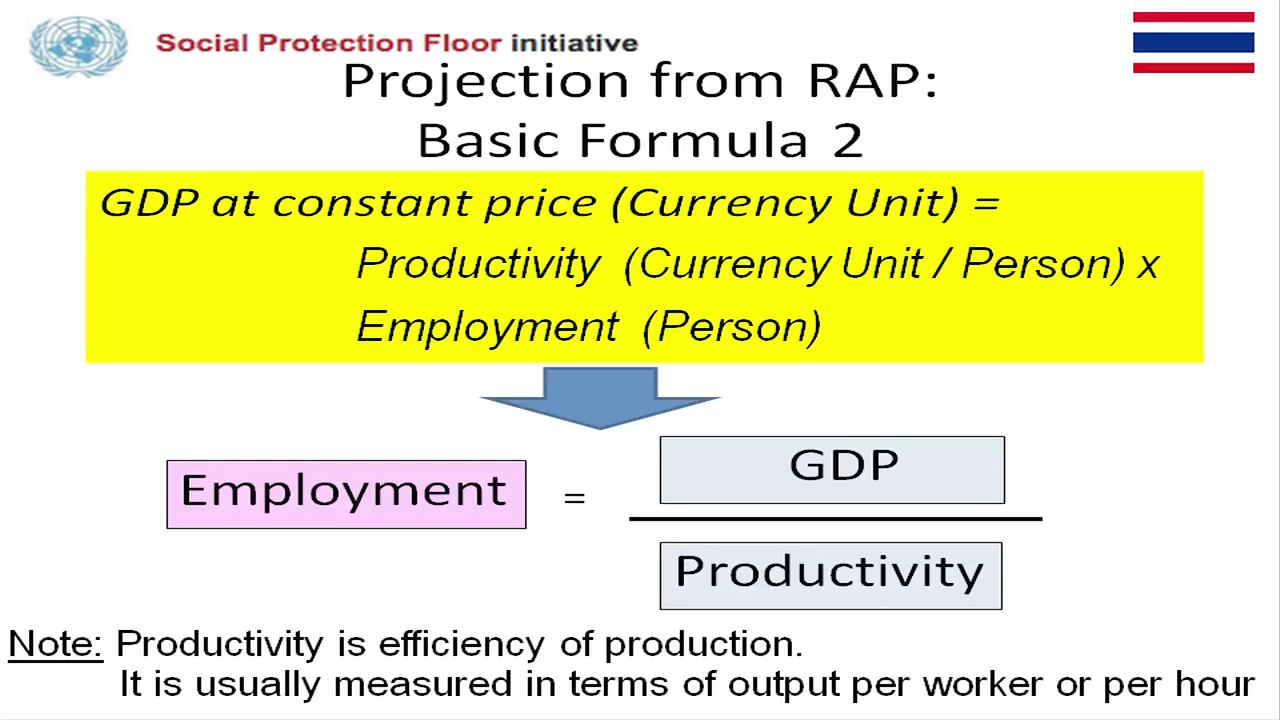 Social Protection Floor initiative
Projection from RAP:
Basic Formula 2
GDP at constant price (Currency Unit) =
Productivity (Currency Unit / Person) x
Employment (Person)
Employment
=
GDP
Productivity
Note: Productivity is efficiency of production.
It is usually measured in terms of output per worker or per hour